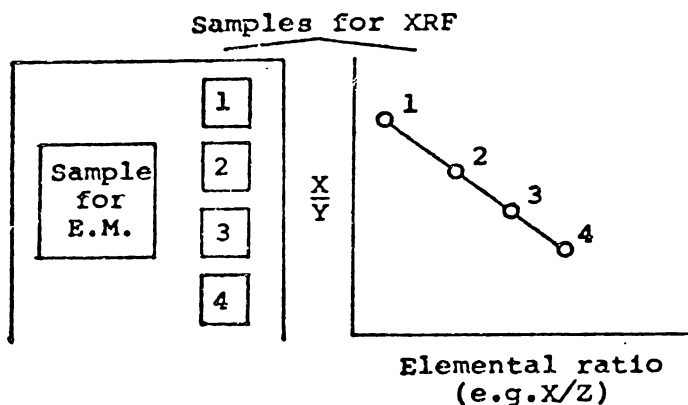 Samples for XRF
1
2
3
4
Sample
for
E.M.
X
Y
1
2
3
4
Elemental ratio
(e.g.X/Z)